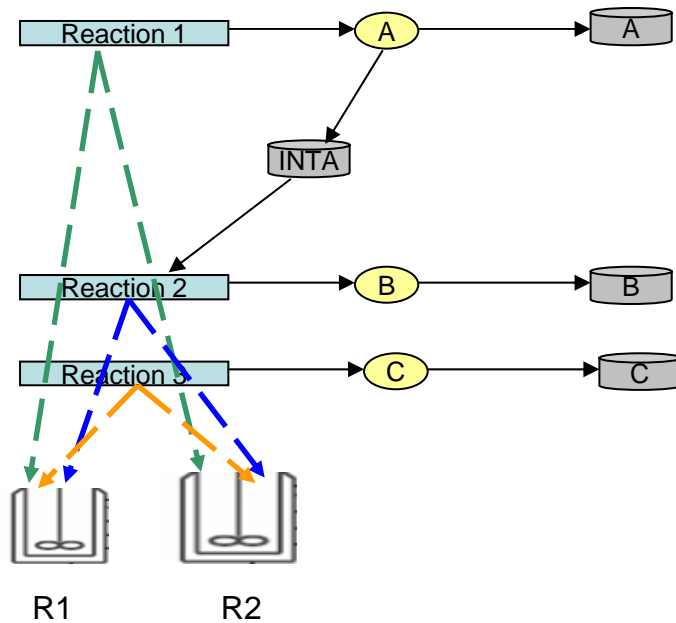 Reaction 1
A
A
INTA
Reaction 2
B
B
Reaction 3
C
C
R1
R2